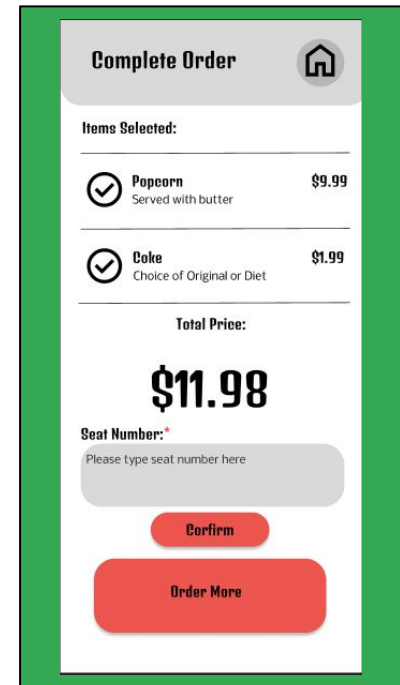 Complete Order
Items Selected:
Popcorn $9.99
Served with butter
Coke $1.99
Choice of Original or Diet
Total Price:
$11.98
Seat Number:*
Please type seat number here
Corfirm
Order More